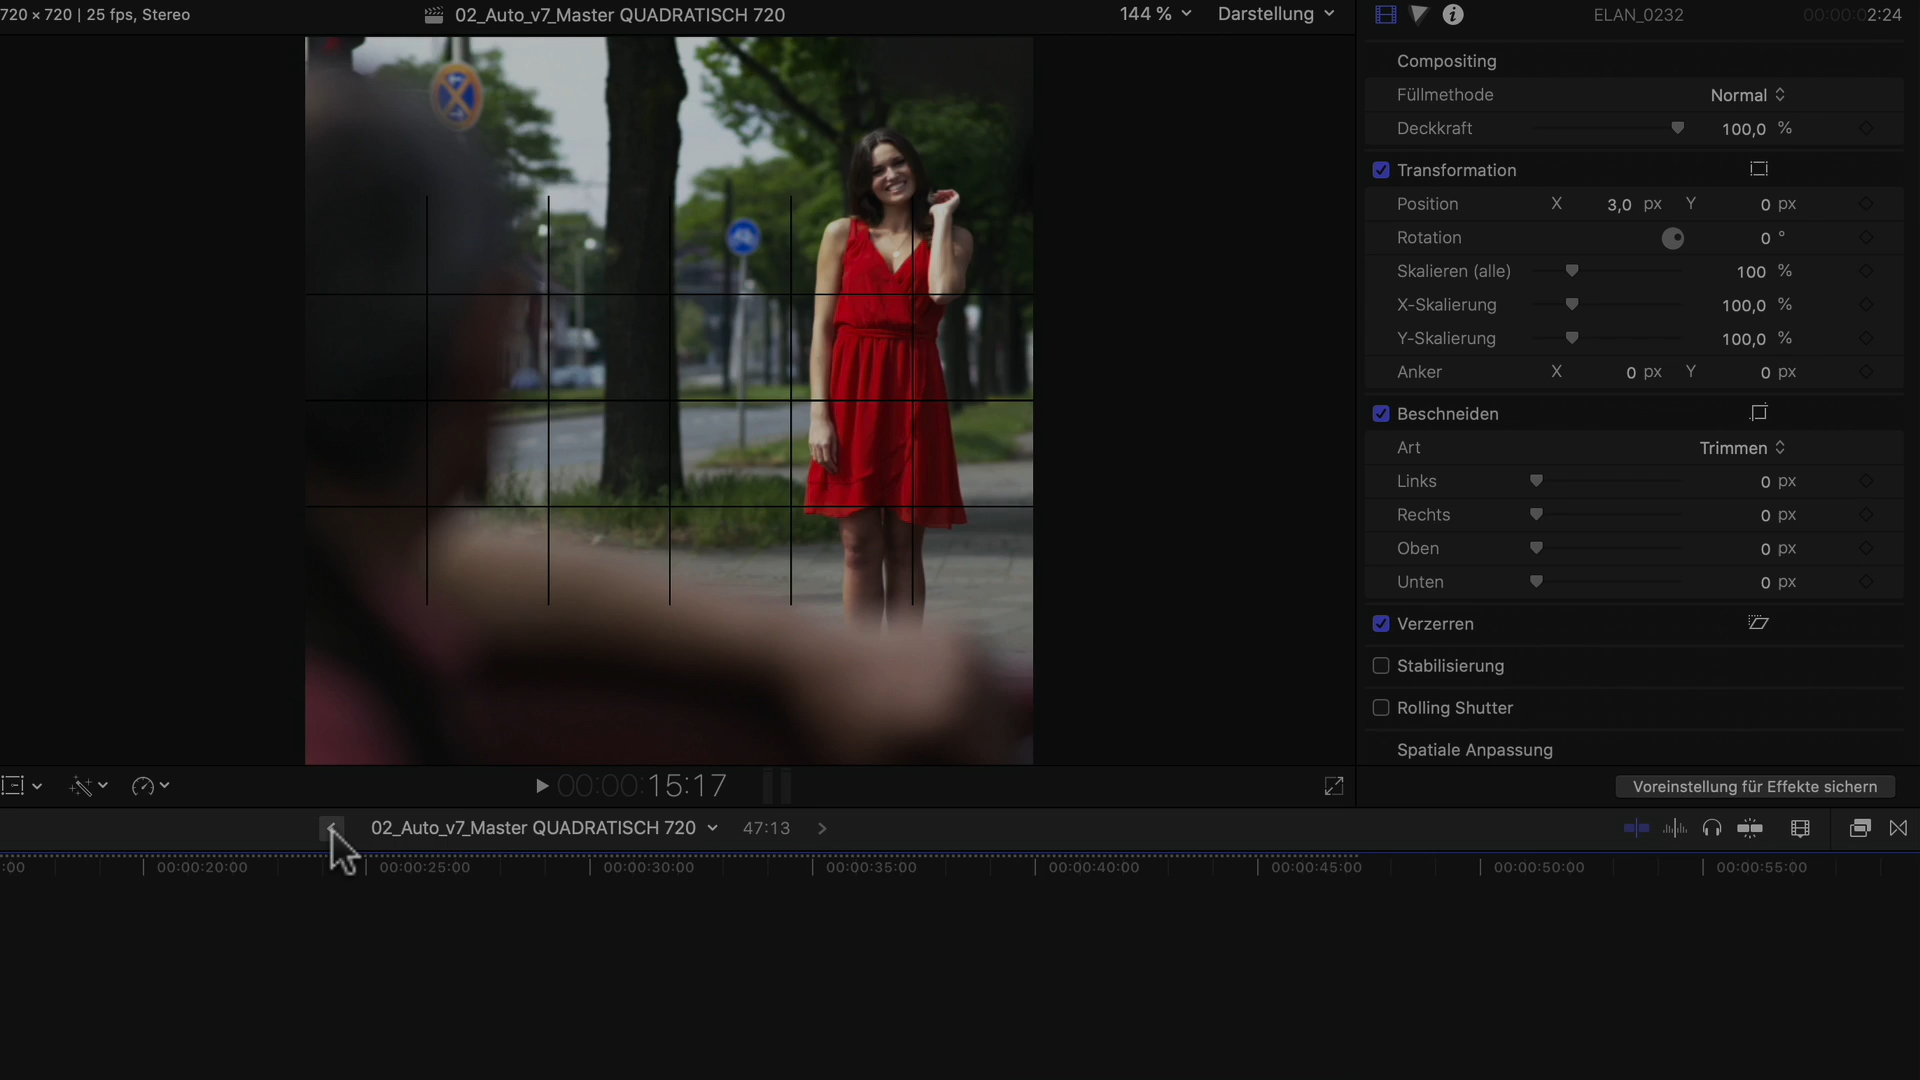 720 × 720 | 25 fps, Stereo
02_Auto_v7_Master QUADRATISCH 720
144 %
Darstellung
ELAN_0232
00:00:02:24
Compositing
Füllmethode Normal
Deckkraft 100,0 %
Transformation
Position X 3,0 px Y 0 px
Rotation 0 °
Skalieren (alle) 100 %
X-Skalierung 100,0 %
Y-Skalierung 100,0 %
Anker X 0 px Y 0 px
Beschneiden
Art Trimmen
Links 0 px
Rechts 0 px
Oben 0 px
Unten 0 px
Verzerren
Stabilisierung
Rolling Shutter
Spatiale Anpassung
00:00:15:17
Voreinstellung für Effekte sichern
02_Auto_v7_Master QUADRATISCH 720 47:13
:00 00:00:20:00 00:00:25:00 00:00:30:00 00:00:35:00 00:00:40:00 00:00:45:00 00:00:50:00 00:00:55:00